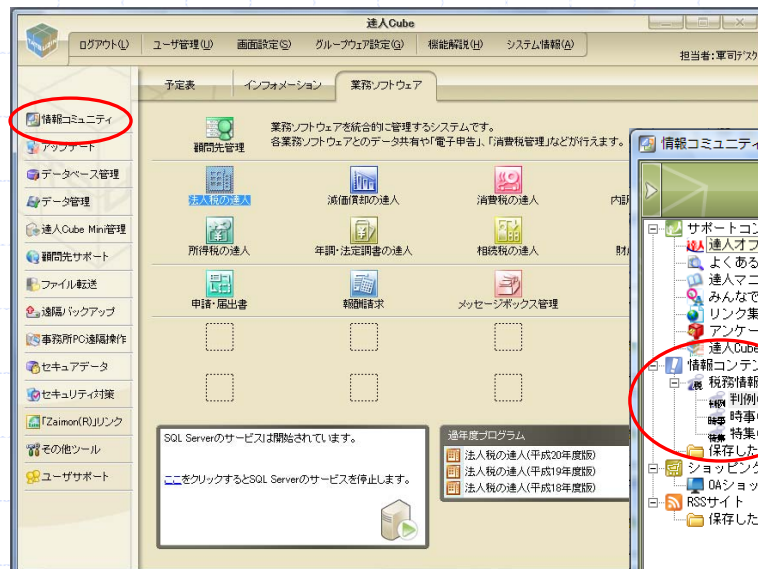 達人Cube
ログアウト(L)
ユーザ管理(U)
画面設定(S)
グループウェア設定(G)
機能解説(H)
システム情報(A)
担当者:軍司デスク
予定表
インフォメーション
業務ソフトウェア
情報コミュニティ
アップデート
データベース管理
データ管理
達人Cube Mini管理
顧問先サポート
ファイル転送
遠隔バックアップ
事務所PC遠隔操作
セキュアデータ
セキュリティ対策
「Zaimon(R)」リンク
その他ツール
ユーザサポート
顧問先管理
業務ソフトウェアを統合的に管理するシステムです。
各業務ソフトウェアとのデータ共有や「電子申告」、「消費税管理」などが行えます。
法人税の達人
減価償却の達人
消費税の達人
内訳
所得税の達人
年調・法定調書の達人
相続税の達人
財
申請・届出書
報酬請求
メッセージボックス管理
SQL Serverのサービスは開始されています。
ここをクリックするとSQL Serverのサービスを停止します。
過年度プログラム
法人税の達人(平成20年度版)
法人税の達人(平成19年度版)
法人税の達人(平成18年度版)
情報コミュニティ
サポートコン
達人オフ
よくある
達人マニ
みんなで
リンク集
アンケー
達人Cube
情報コンテン
税務情報
判例
時事
特集
保存した
ショッピング
OAショッ
RSSサイト
保存した